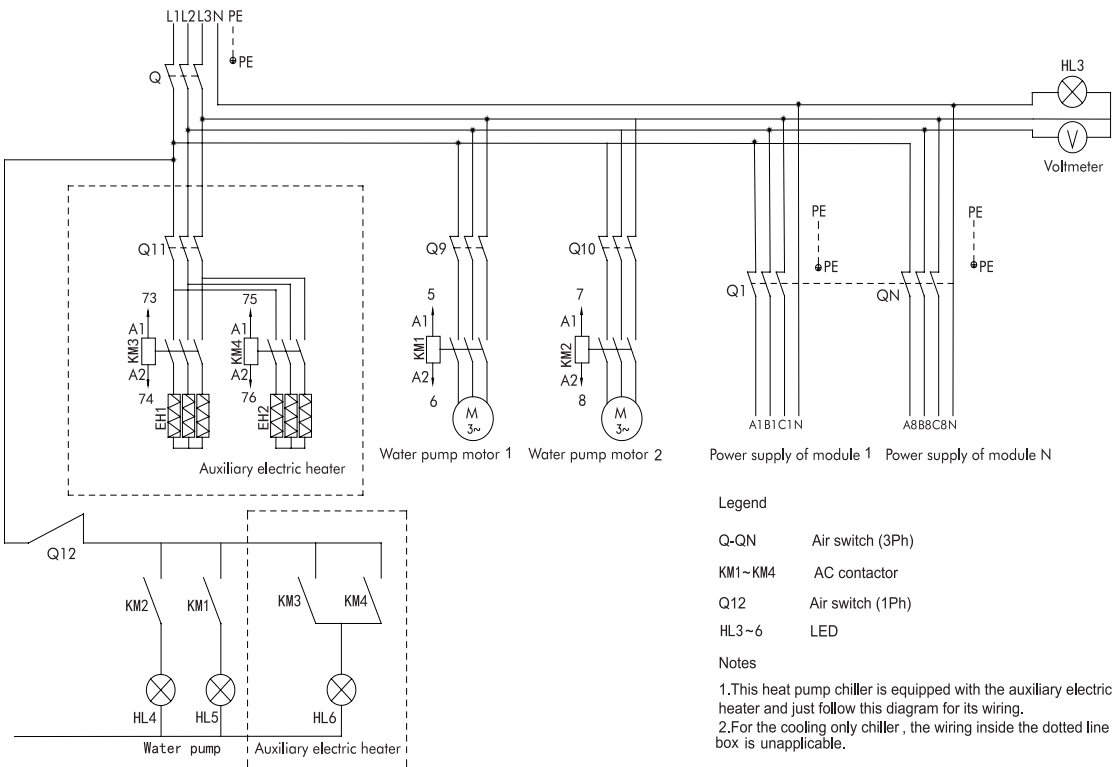 L1L2L3N PE
PE
Q
HL3
V
Voltmeter
Q11
Q9
Q10
PE
PE
PE
PE
Q1
QN
73
75
5
7
A1
A1
A1
A1
KM3
KM4
KM1
KM2
A2
A2
A2
A2
74
76
6
8
EH1
EH2
M
3~
M
3~
A1B1C1N
A8B8C8N
Auxiliary electric heater
Water pump motor 1
Water pump motor 2
Power supply of module 1
Power supply of module N
Q12
KM2
KM1
KM3
KM4
HL4
HL5
HL6
Water pump
Auxiliary electric heater
Legend
Q-QN Air switch (3Ph)
KM1~KM4 AC contactor
Q12 Air switch (1Ph)
HL3~6 LED
Notes
1.This heat pump chiller is equipped with the auxiliary electric
heater and just follow this diagram for its wiring.
2.For the cooling only chiller , the wiring inside the dotted line
box is unapplicable.